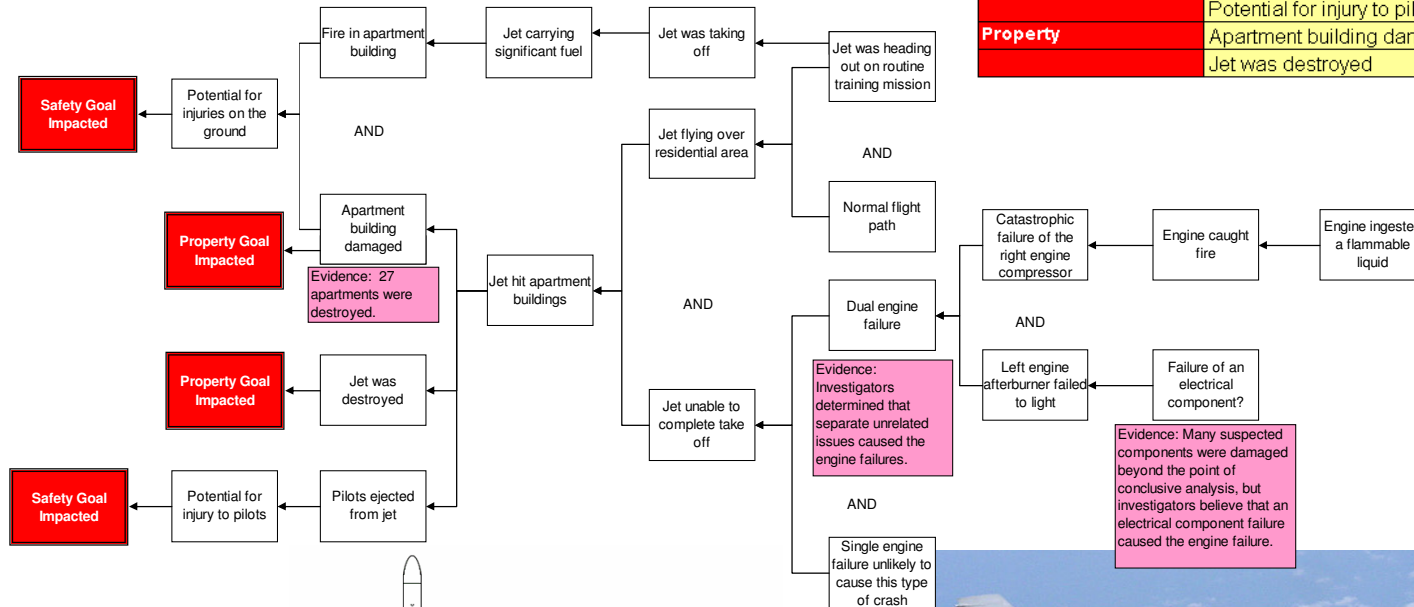 Potential for injury to pil
Property
Apartment building dar
Jet was destroyed
Fire in apartment
building
Jet carrying
significant fuel
Jet was taking
off
Jet was heading
out on routine
training mission
Safety Goal
Impacted
Potential for
injuries on the
ground
AND
Jet flying over
residential area
AND
Normal flight
path
Property Goal
Impacted
Apartment
building
damaged
Evidence:  27
apartments were
destroyed.
Jet hit apartment
buildings
AND
Dual engine
failure
Catastrophic
failure of the
right engine
compressor
Engine caught
fire
Engine ingeste
a flammable
liquid
AND
Evidence:
Investigators
determined that
separate unrelated
issues caused the
engine failures.
Left engine
afterburner failed
to light
Failure of an
electrical
component?
Evidence: Many suspected
components were damaged
beyond the point of
conclusive analysis, but
investigators believe that an
electrical component failure
caused the engine failure.
Property Goal
Impacted
Jet was
destroyed
Jet unable to
complete take
off
AND
Safety Goal
Impacted
Potential for
injury to pilots
Pilots ejected
from jet
Single engine
failure unlikely to
cause this type
of crash